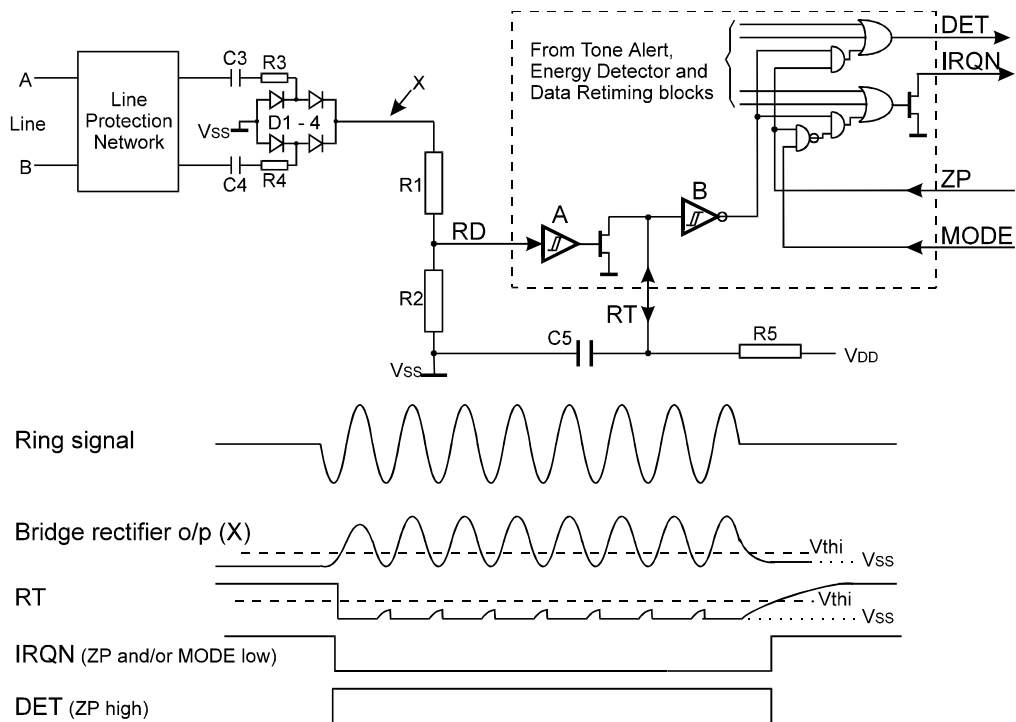 DET
IRQN
From Tone Alert,
Energy Detector and
Data Retiming blocks
C3
R3
X
A
Line
B
Line
Protection
Network
VSS
D1 - 4
C4
R4
R1
RD
A
B
ZP
MODE
R2
RT
C5
R5
VSS
VDD
Ring signal
Bridge rectifier o/p (X)
Vthi
VSS
RT
Vthi
VSS
IRQN (ZP and/or MODE low)
DET (ZP high)